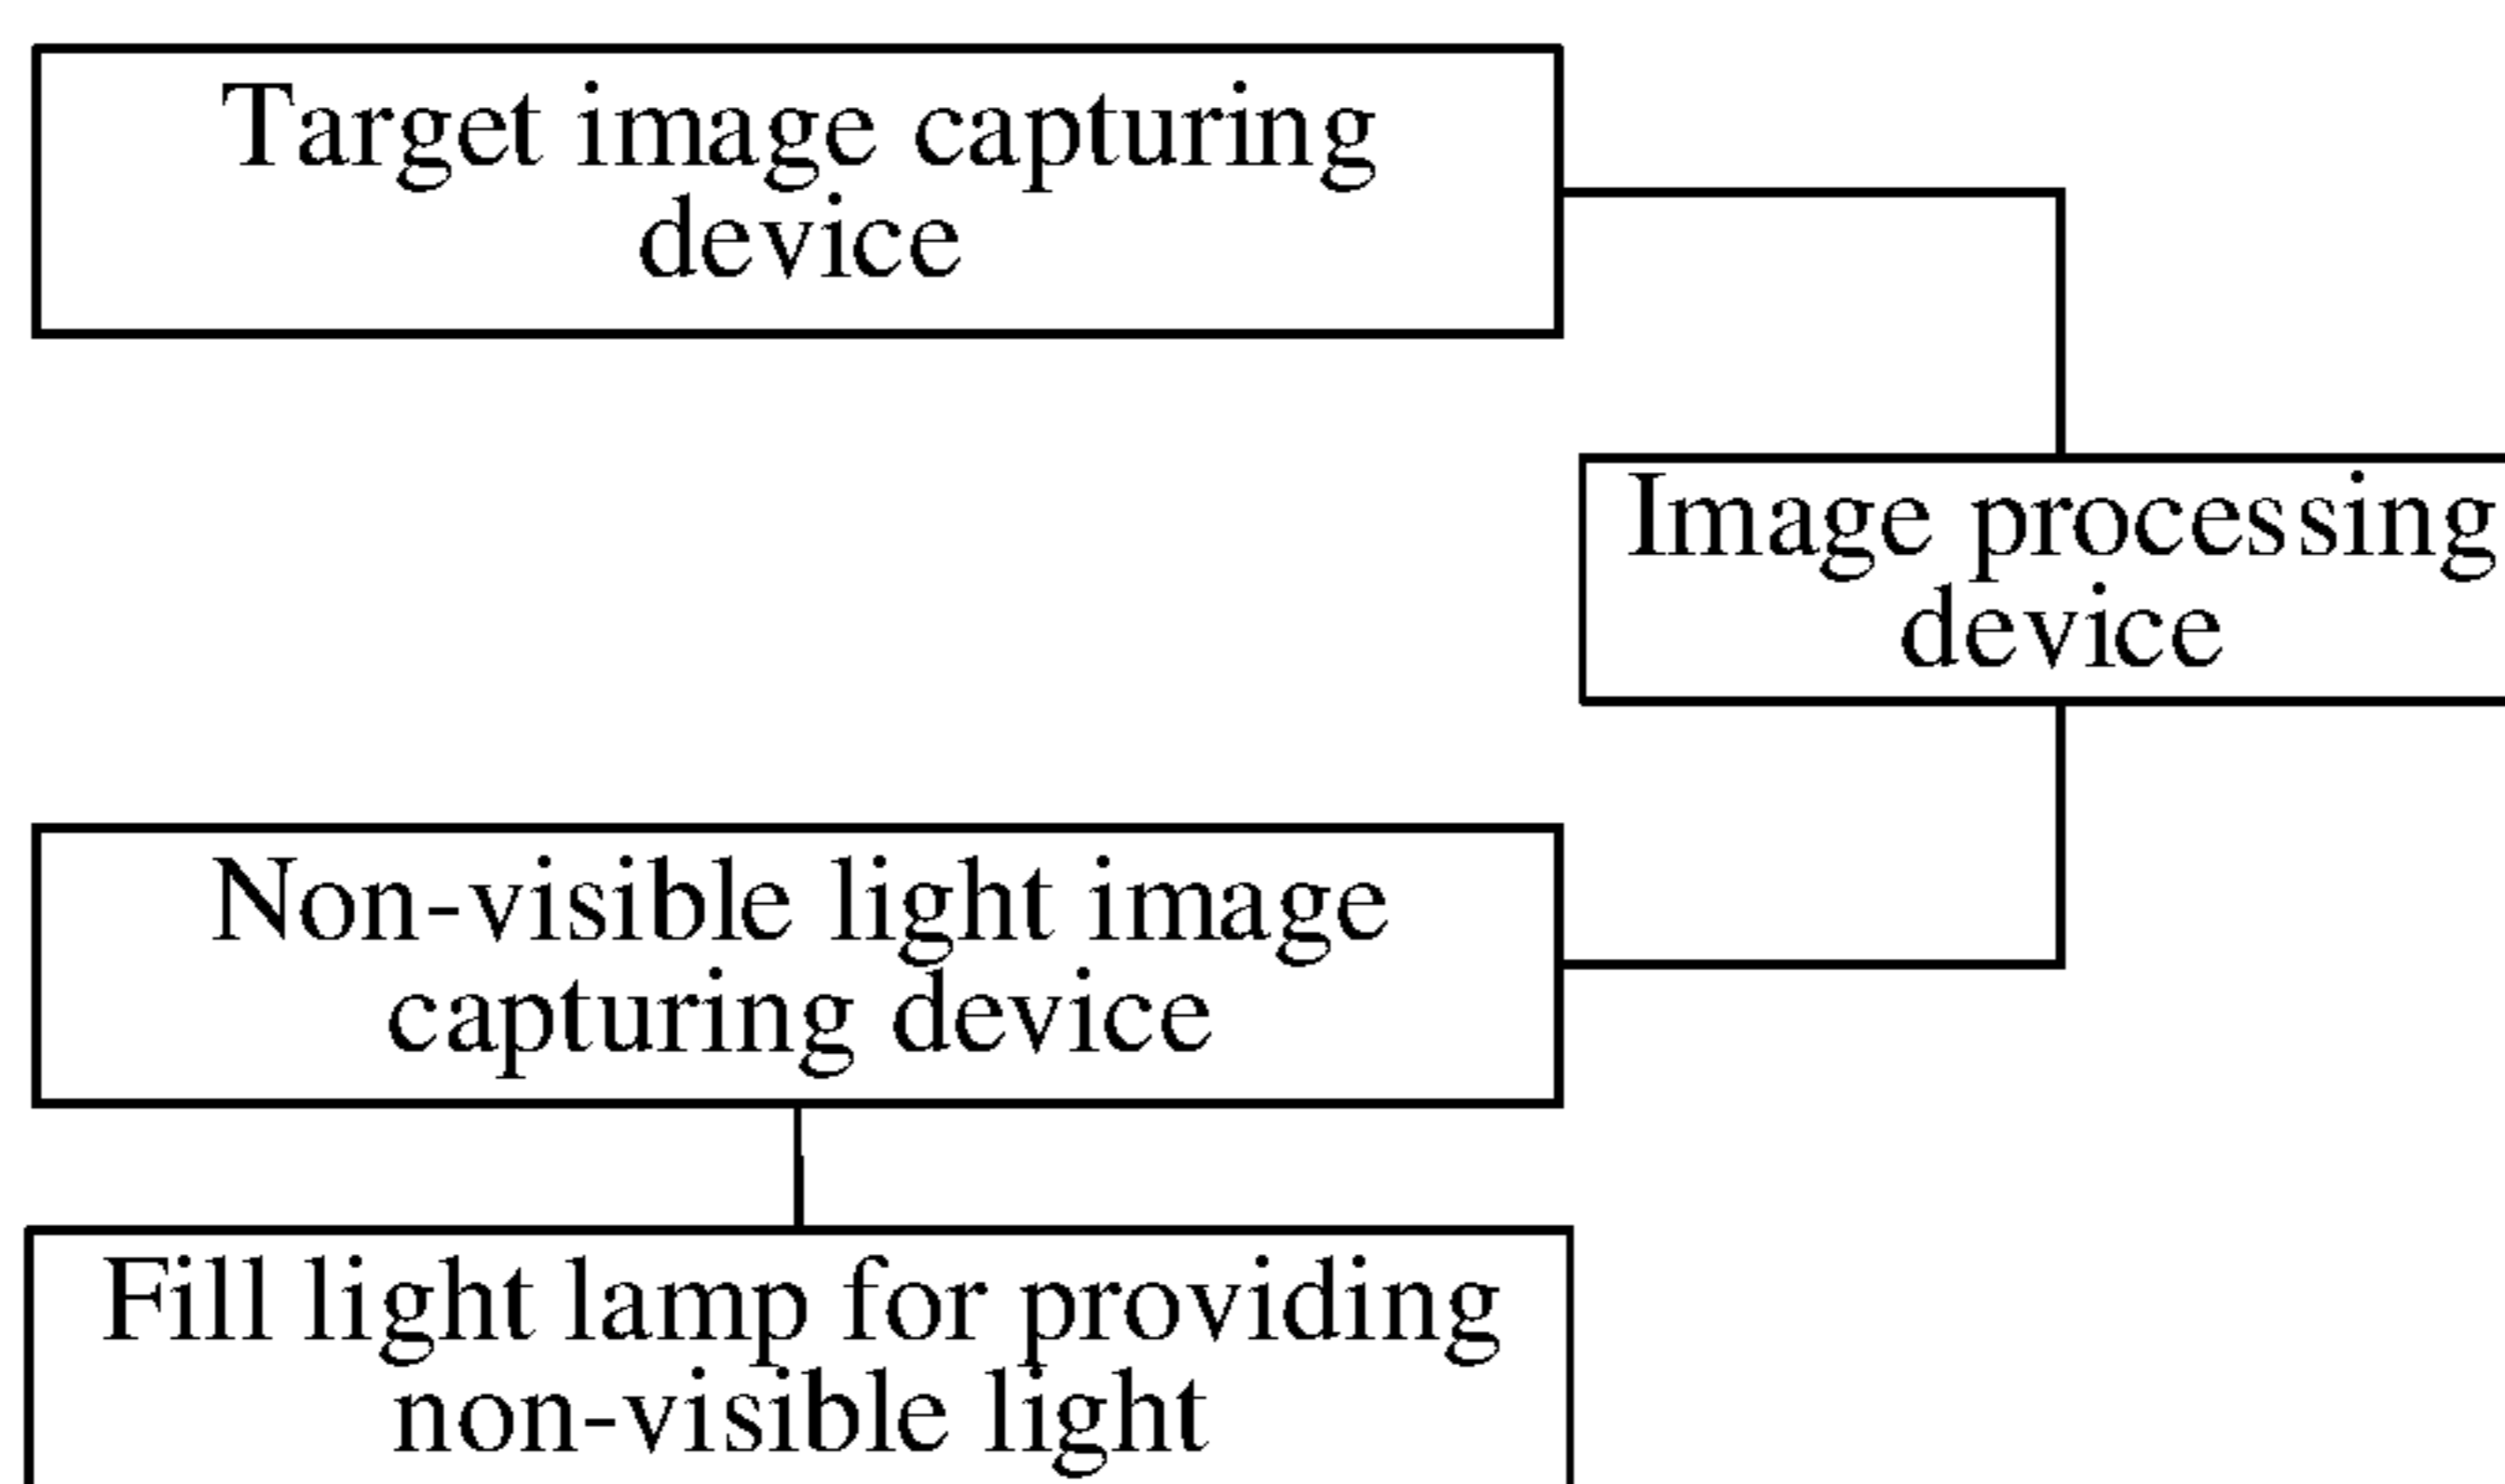 Target image capturing
device
Image processing
device
Non-visible light image
capturing device
Fill light lamp for providing
non-visible light